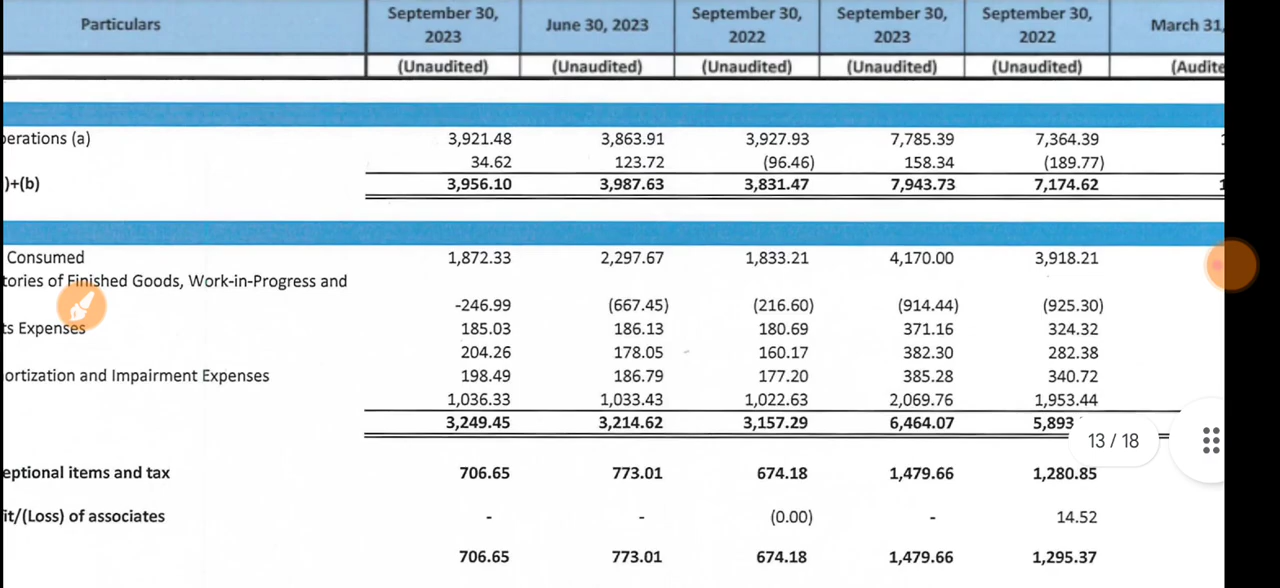 Particulars September 30, 2023 June 30, 2023 September 30, 2022 September 30, 2023 September 30, 2022 March 31,
(Unaudited) (Unaudited) (Unaudited) (Unaudited) (Unaudited) (Audite
perations (a) 3,921.48 3,863.91 3,927.93 7,785.39 7,364.39 1
34.62 123.72 (96.46) 158.34 (189.77)
)+(b) 3,956.10 3,987.63 3,831.47 7,943.73 7,174.62 1
Consumed 1,872.33 2,297.67 1,833.21 4,170.00 3,918.21
tories of Finished Goods, Work-in-Progress and
-246.99 (667.45) (216.60) (914.44) (925.30)
ts Expenses 185.03 186.13 180.69 371.16 324.32
204.26 178.05 160.17 382.30 282.38
ortization and Impairment Expenses 198.49 186.79 177.20 385.28 340.72
1,036.33 1,033.43 1,022.63 2,069.76 1,953.44
3,249.45 3,214.62 3,157.29 6,464.07 5,893
13 / 18
eptional items and tax 706.65 773.01 674.18 1,479.66 1,280.85
it/(Loss) of associates - - (0.00) - 14.52
706.65 773.01 674.18 1,479.66 1,295.37